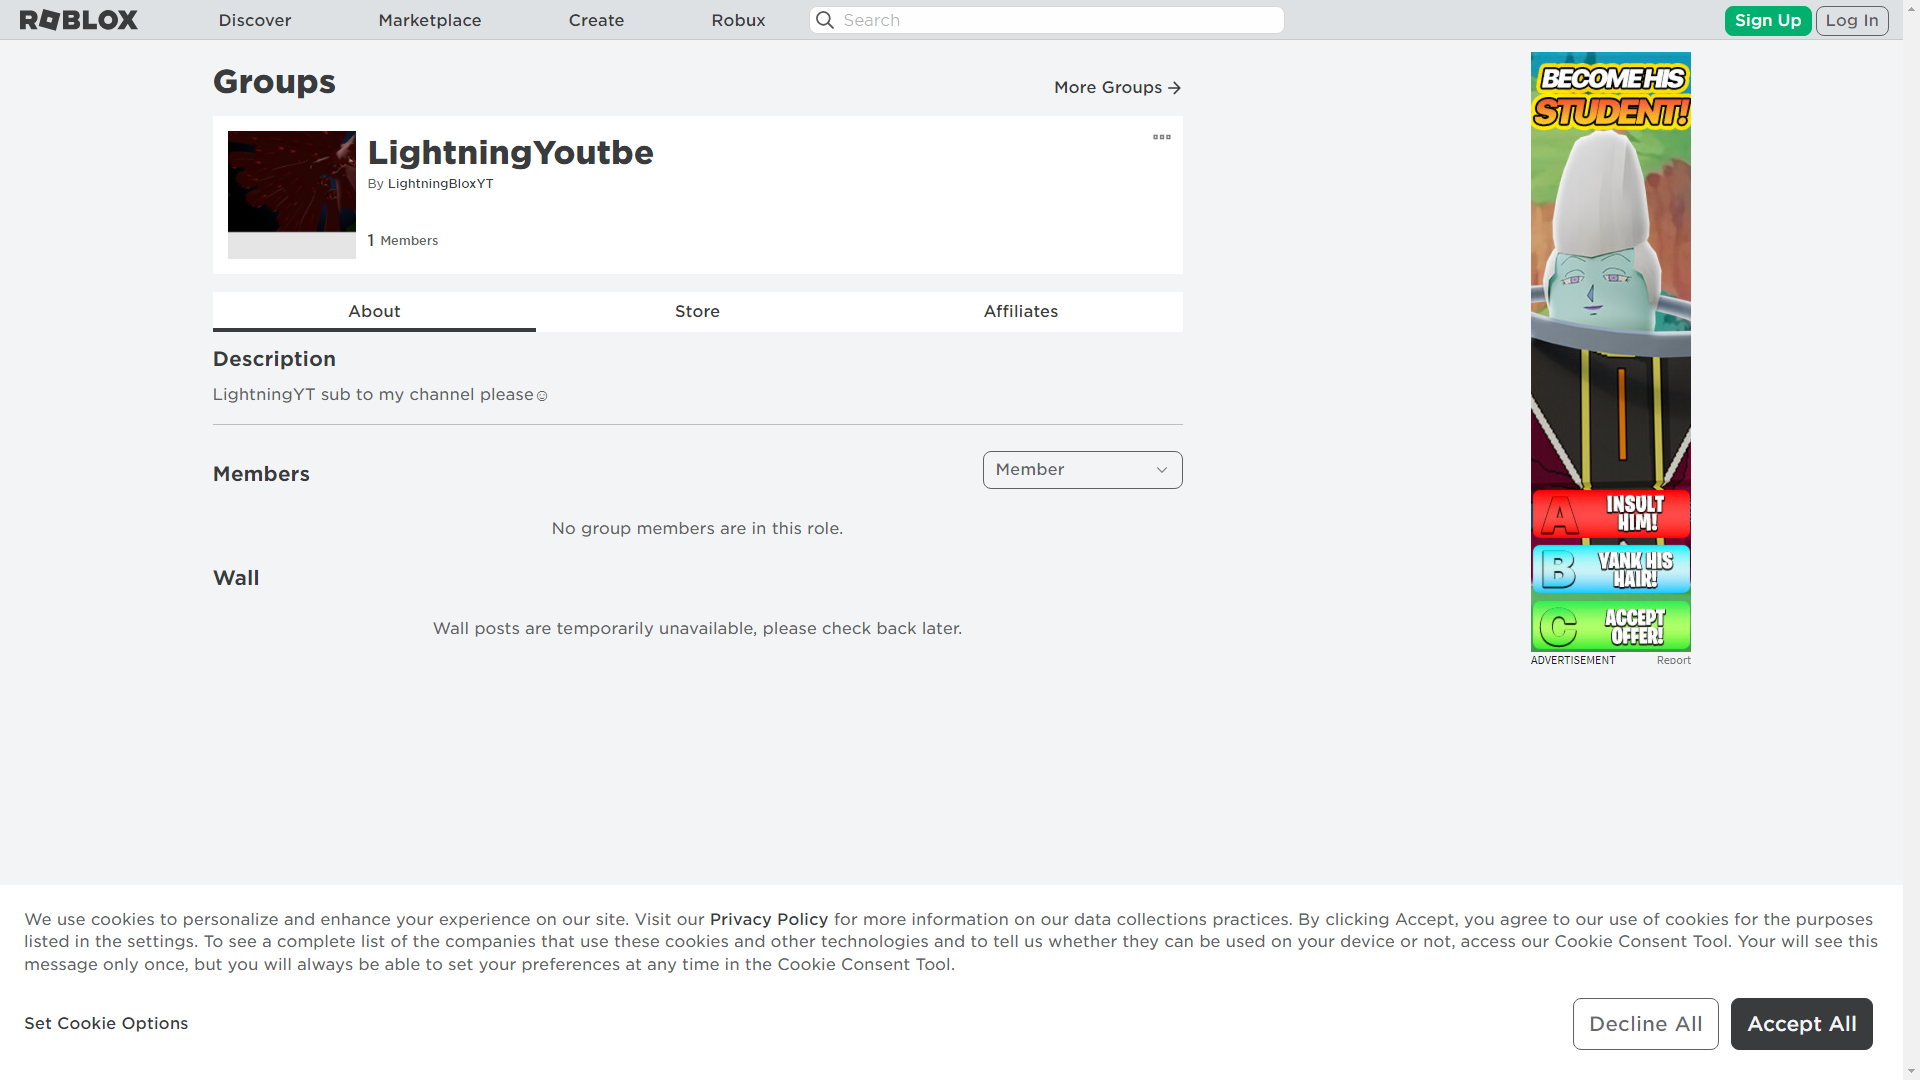 ROBLOX
Discover
Marketplace
Create
Robux
Search
Sign Up
Log In
Groups
More Groups
LightningYoutbe
By LightningBloxYT
1 Members
About
Store
Affiliates
Description
LightningYT sub to my channel please☺
Members
Member
No group members are in this role.
Wall
Wall posts are temporarily unavailable, please check back later.
BECOME HIS
STUDENT!
A INSULT
HIM!
B YANK HIS
HAIR!
C ACCEPT
OFFER!
ADVERTISEMENT
Report
We use cookies to personalize and enhance your experience on our site. Visit our Privacy Policy for more information on our data collections practices. By clicking Accept, you agree to our use of cookies for the purposes
listed in the settings. To see a complete list of the companies that use these cookies and other technologies and to tell us whether they can be used on your device or not, access our Cookie Consent Tool. Your will see this
message only once, but you will always be able to set your preferences at any time in the Cookie Consent Tool.
Set Cookie Options
Decline All
Accept All